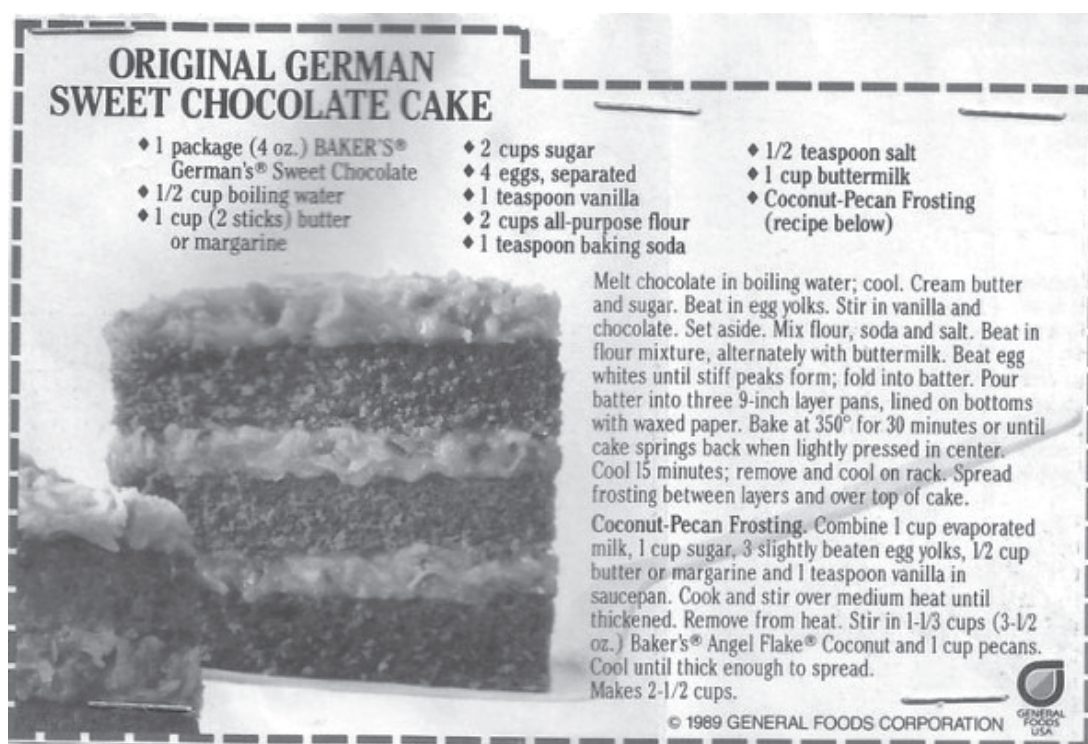 ORIGINAL GERMAN
SWEET CHOCOLATE CAKE
♦ 1 package (4 oz.) BAKER'S®
German's® Sweet Chocolate
♦ 1/2 cup boiling water
♦ 1 cup (2 sticks) butter
or margarine
♦ 2 cups sugar
♦ 4 eggs, separated
♦ 1 teaspoon vanilla
♦ 2 cups all-purpose flour
♦ 1 teaspoon baking soda
♦ 1/2 teaspoon salt
♦ 1 cup buttermilk
♦ Coconut-Pecan Frosting
(recipe below)
Melt chocolate in boiling water; cool. Cream butter
and sugar. Beat in egg yolks. Stir in vanilla and
chocolate. Set aside. Mix flour, soda and salt. Beat in
flour mixture, alternately with buttermilk. Beat egg
whites until stiff peaks form; fold into batter. Pour
batter into three 9-inch layer pans, lined on bottoms
with waxed paper. Bake at 350° for 30 minutes or until
cake springs back when lightly pressed in center.
Cool 15 minutes; remove and cool on rack. Spread
frosting between layers and over top of cake.
Coconut-Pecan Frosting. Combine 1 cup evaporated
milk, 1 cup sugar, 3 slightly beaten egg yolks, 1/2 cup
butter or margarine and 1 teaspoon vanilla in
saucepan. Cook and stir over medium heat until
thickened. Remove from heat. Stir in 1-1/3 cups (3-1/2
oz.) Baker's® Angel Flake® Coconut and 1 cup pecans.
Cool until thick enough to spread.
Makes 2-1/2 cups.
© 1989 GENERAL FOODS CORPORATION
GENERAL
FOODS
USA